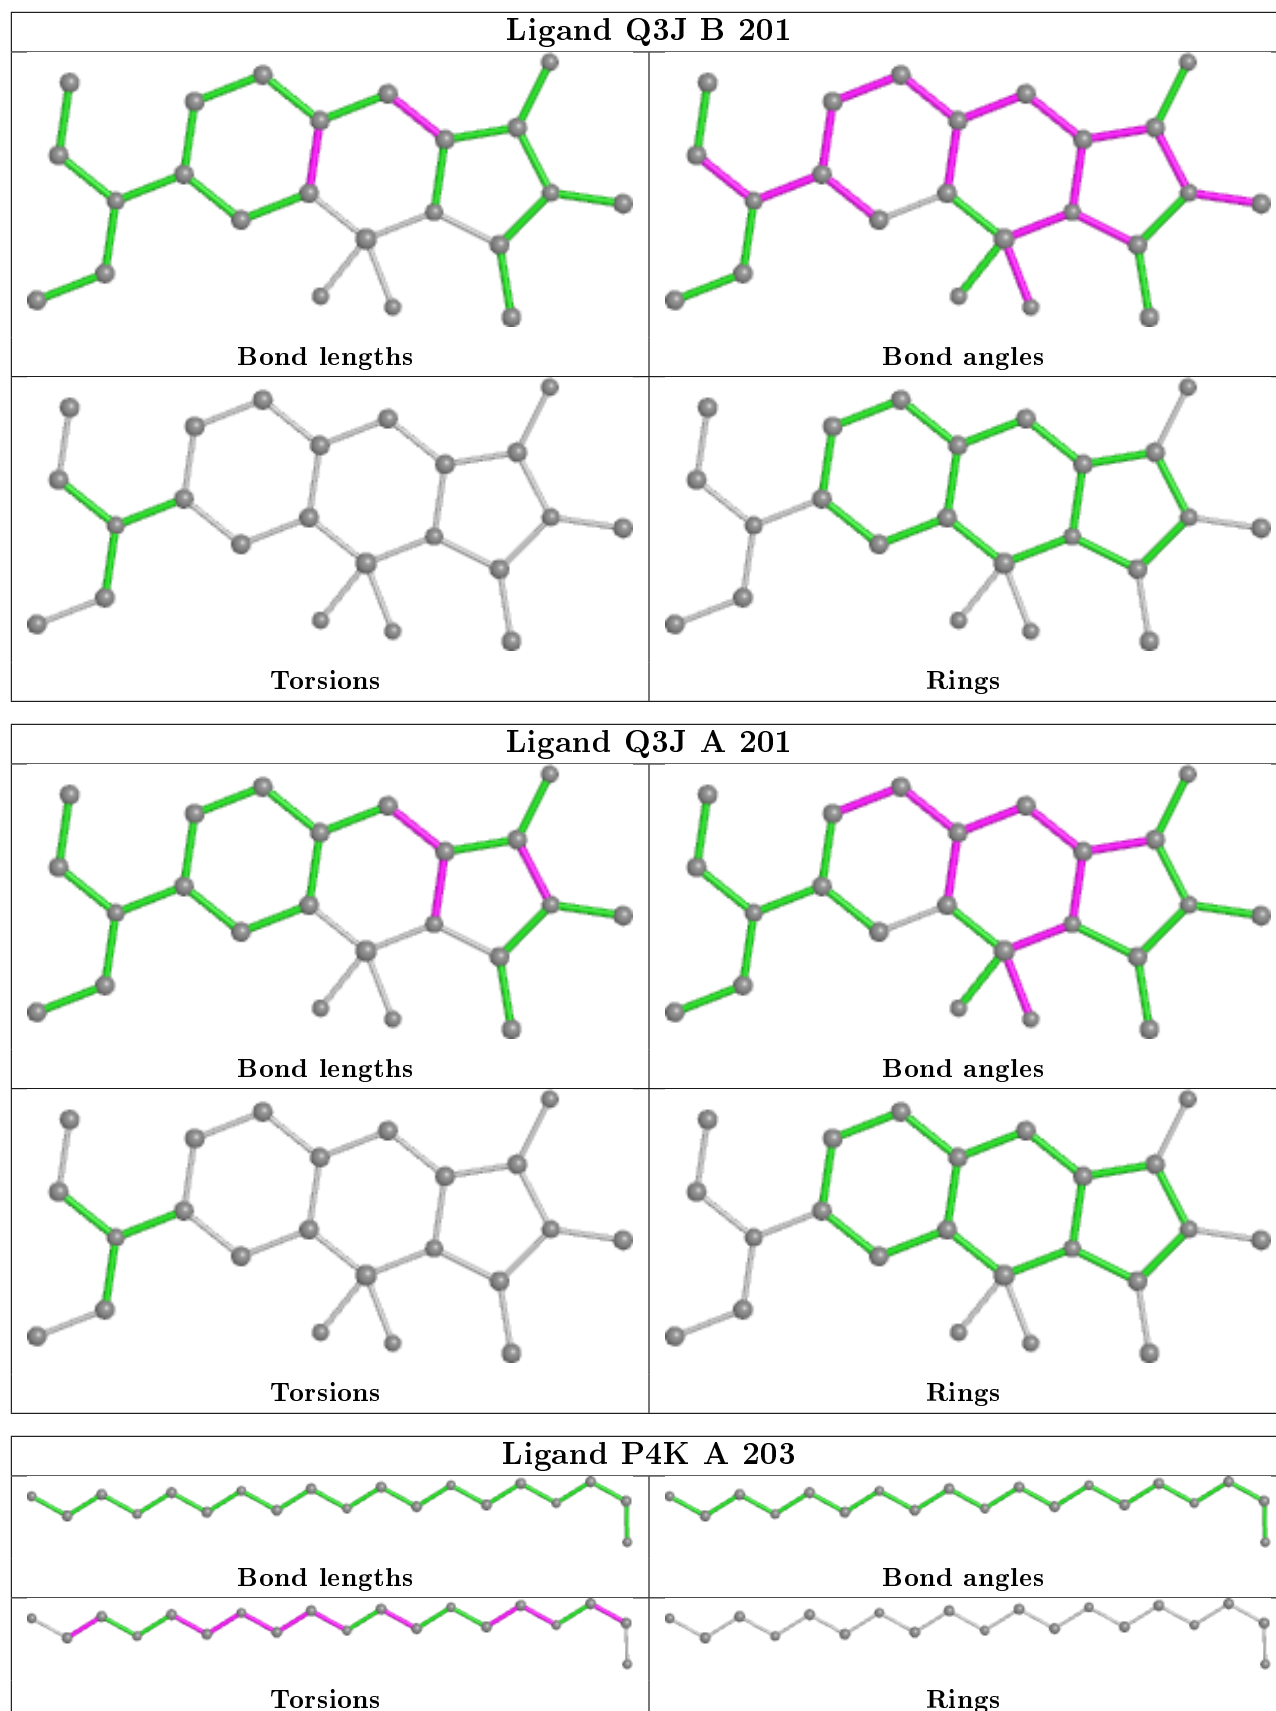 Ligand Q3J B 201
Bond lengths
Bond angles
Torsions
Rings
Ligand Q3J A 201
Bond lengths
Bond angles
Torsions
Rings
Ligand P4K A 203
Bond lengths
Bond angles
Torsions
Rings